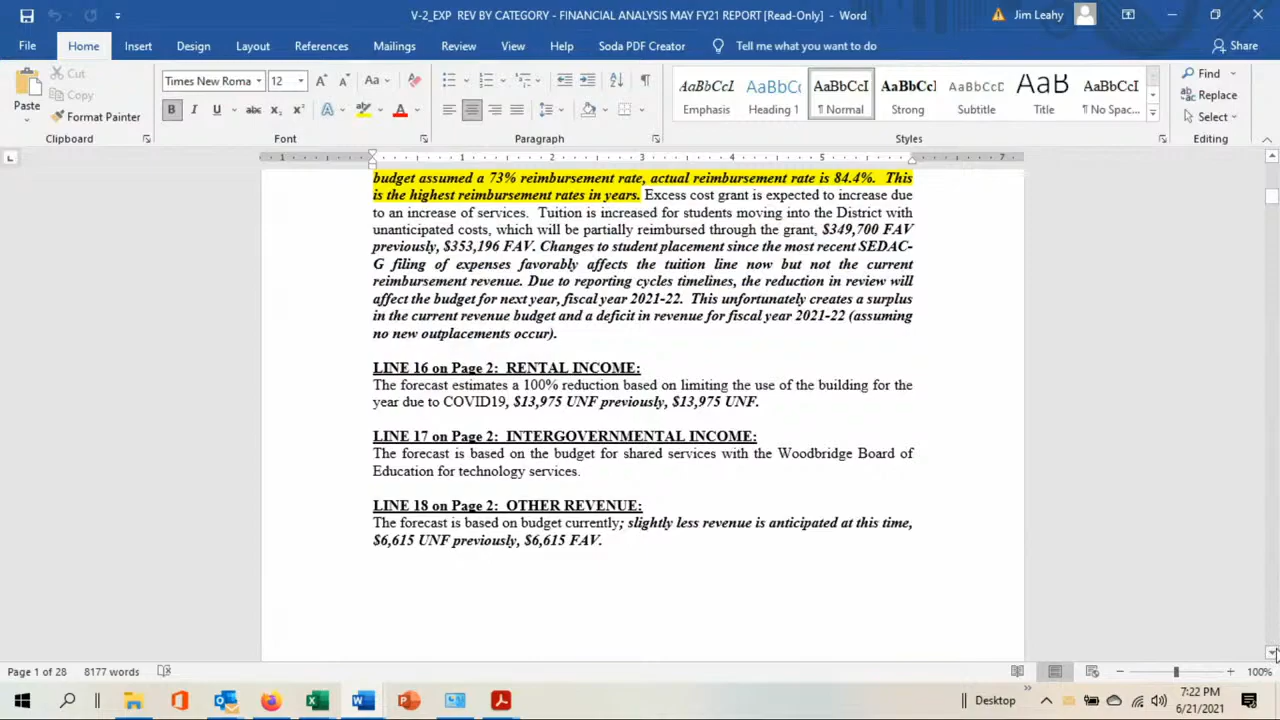 V-2_EXP REV BY CATEGORY - FINANCIAL ANALYSIS MAY FY21 REPORT [Read-Only] - Word
Jim Leahy
File Home Insert Design Layout References Mailings Review View Help Soda PDF Creator Tell me what you want to do Share
Paste
Cut
Copy
Format Painter
Clipboard
Times New Roma 12
Font
Paragraph
AaBbCcI AaBbCc AaBbCcI AaBbCcI AaBbCcI AaB AaBbCcI
Emphasis Heading 1 ¶ Normal Strong Subtitle Title ¶ No Spac...
Styles
Find
Replace
Select
Editing
1 1 2 3 4 5 7
budget assumed a 73% reimbursement rate, actual reimbursement rate is 84.4%. This
is the highest reimbursement rates in years. Excess cost grant is expected to increase due
to an increase of services. Tuition is increased for students moving into the District with
unanticipated costs, which will be partially reimbursed through the grant, $349,700 FAV
previously, $353,196 FAV. Changes to student placement since the most recent SEDAC-
G filing of expenses favorably affects the tuition line now but not the current
reimbursement revenue. Due to reporting cycles timelines, the reduction in review will
affect the budget for next year, fiscal year 2021-22. This unfortunately creates a surplus
in the current revenue budget and a deficit in revenue for fiscal year 2021-22 (assuming
no new outplacements occur).
LINE 16 on Page 2: RENTAL INCOME:
The forecast estimates a 100% reduction based on limiting the use of the building for the
year due to COVID19, $13,975 UNF previously, $13,975 UNF.
LINE 17 on Page 2: INTERGOVERNMENTAL INCOME:
The forecast is based on the budget for shared services with the Woodbridge Board of
Education for technology services.
LINE 18 on Page 2: OTHER REVENUE:
The forecast is based on budget currently; slightly less revenue is anticipated at this time,
$6,615 UNF previously, $6,615 FAV.
Page 1 of 28 8177 words 100%
Desktop
7:22 PM
6/21/2021